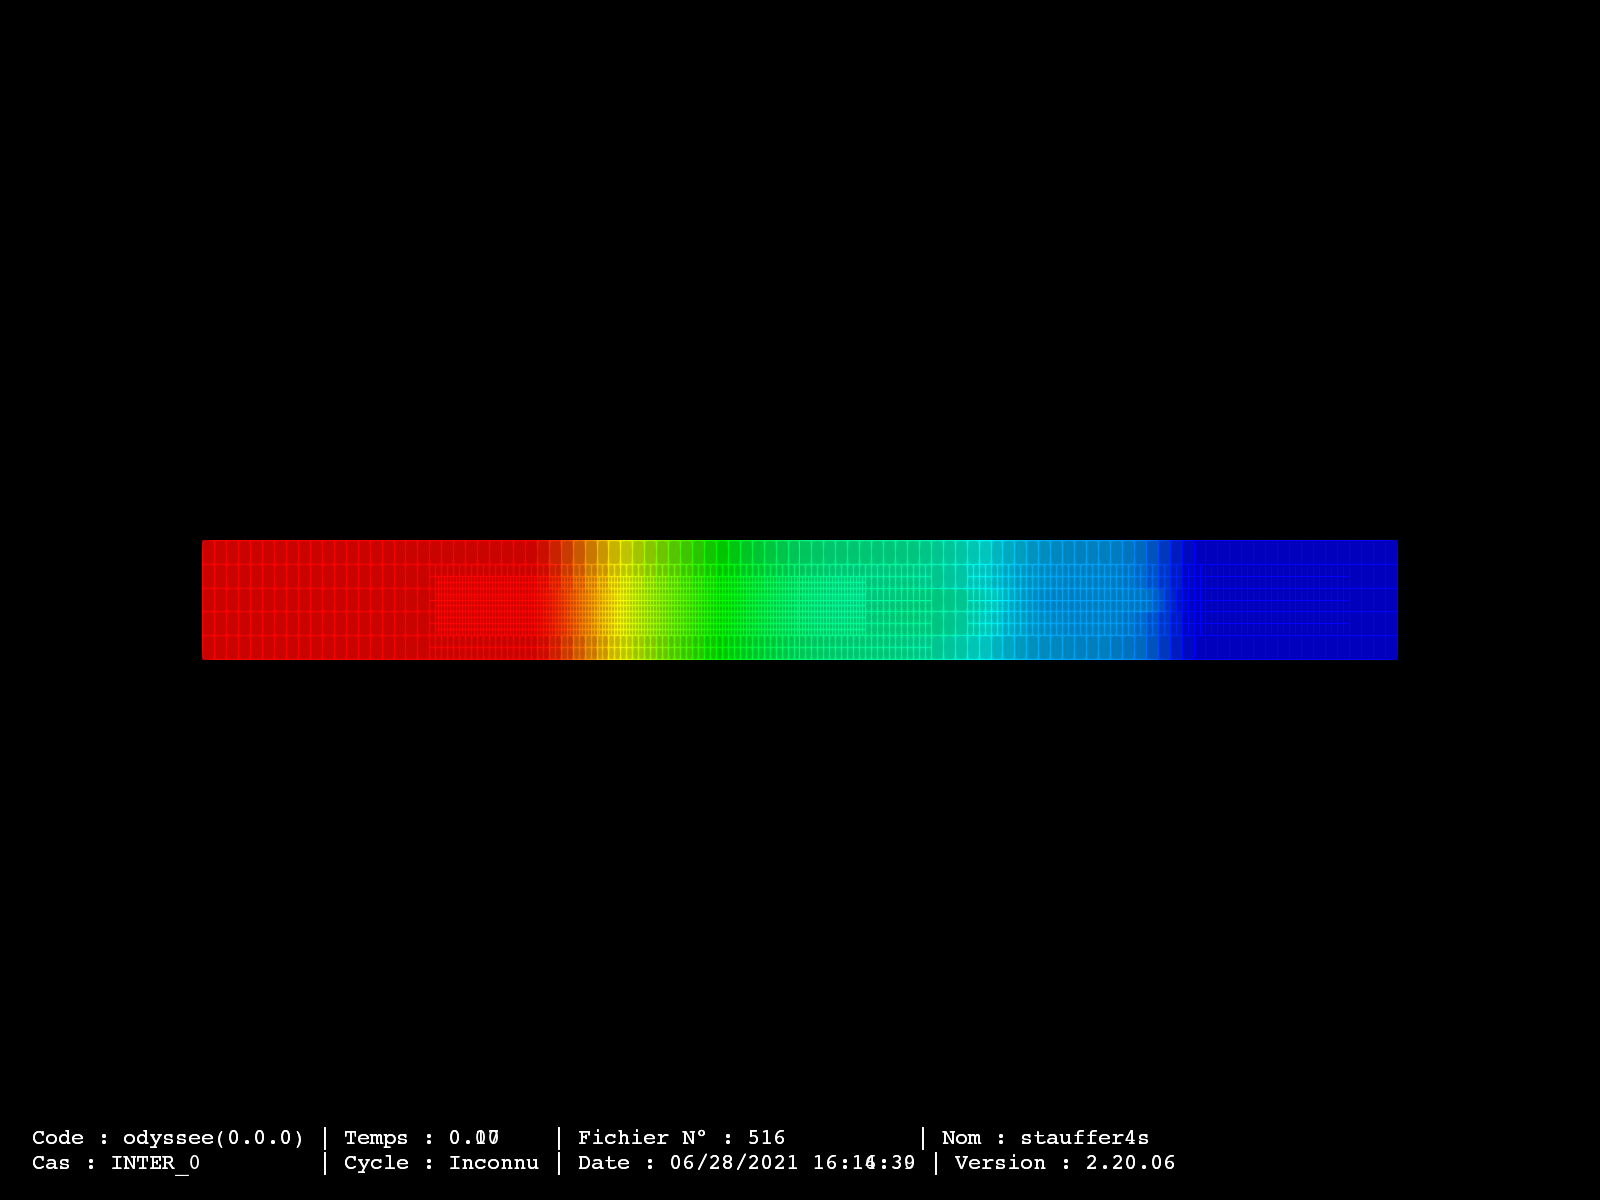 Code : odyssee(0.0.0) | Temps : | Fichier N° : 516 | Nom : stauffer4s
Cas : INTER_0 | Cycle : Inconnu | Date : 06/28/2021 | Version : 2.20.06